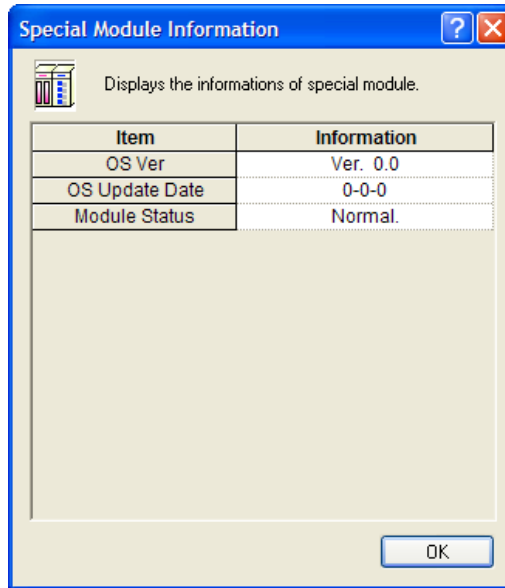 Special Module Information
Displays the informations of special module.
Item Information
OS Ver Ver. 0.0
OS Update Date 0-0-0
Module Status Normal.
OK